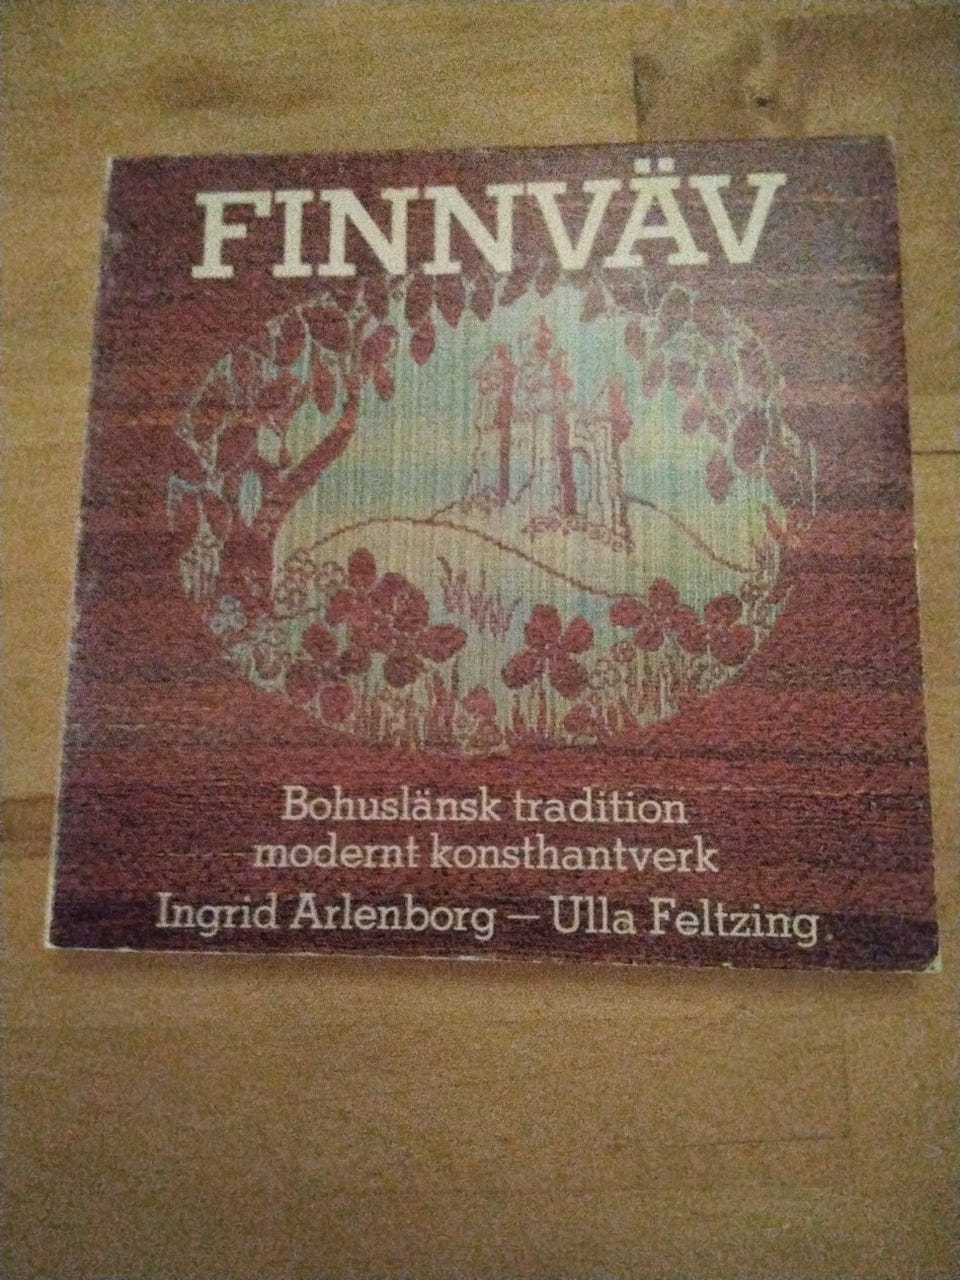 FINNVÄV
Bohuslänsk tradition
modernt konsthantverk
Ingrid Arlenborg – Ulla Feltzing